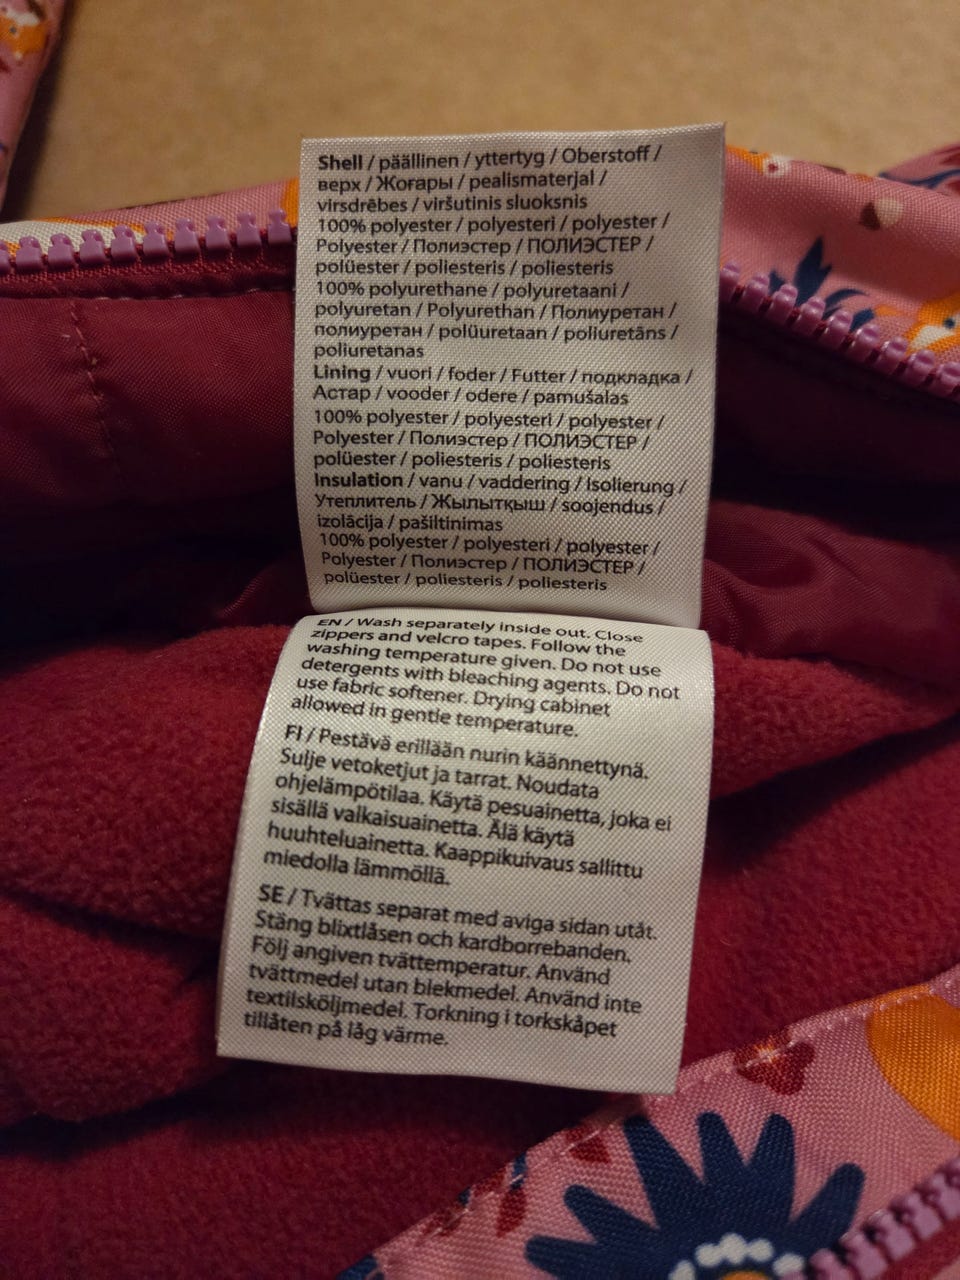 Shell / päällinen / yttertyg / Oberstoff /
верх / Жоғары / pealismaterjal /
virsdrēbes / viršutinis sluoksnis
100% polyester / polyesteri / polyester /
Polyester / Полиэстер / ПОЛИЭСТЕР /
polüester / poliesteris / poliesteris
100% polyurethane / polyuretaani /
polyuretan / Polyurethan / Полиуретан /
полиуретан / polüuretaan / poliuretāns /
poliuretanas
Lining / vuori / foder / Futter / подкладка /
Астар / vooder / odere / pamušalas
100% polyester / polyesteri / polyester /
Polyester / Полиэстер / ПОЛИЭСТЕР /
polüester / poliesteris / poliesteris
Insulation / vanu / vaddering / Isolierung /
Утеплитель / Жылытқыш / soojendus /
izolācija / pašiltinimas
100% polyester / polyesteri / polyester /
Polyester / Полиэстер / ПОЛИЭСТЕР /
polüester / poliesteris / poliesteris
EN / Wash separately inside out. Close
zippers and velcro tapes. Follow the
washing temperature given. Do not use
detergents with bleaching agents. Do not
use fabric softener. Drying cabinet
allowed in gentle temperature.
FI / Pestävä erillään nurin käännettynä.
Sulje vetoketjut ja tarrat. Noudata
ohjelämpötilaa. Käytä pesuainetta, joka ei
sisällä valkaisuainetta. Älä käytä
huuhteluainetta. Kaappikuivaus sallittu
miedolla lämmöllä.
SE / Tvättas separat med aviga sidan utåt.
Stäng blixtlåsen och kardborrebanden.
Följ angiven tvättemperatur. Använd
tvättmedel utan blekmedel. Använd inte
textilsköljmedel. Torkning i torkskåpet
tillåten på låg värme.